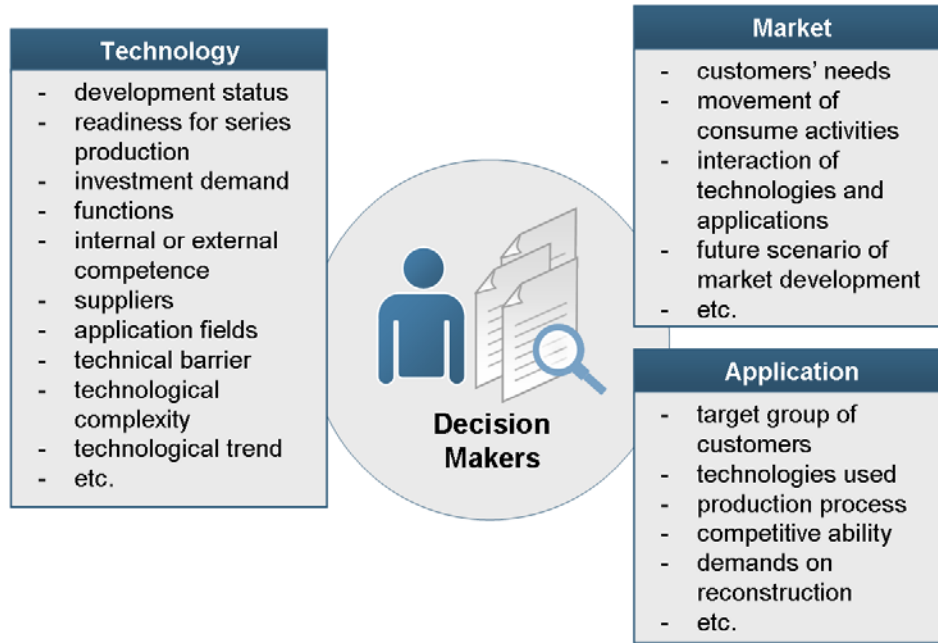 Technology
- development status
- readiness for series
production
- investment demand
- functions
- internal or external
competence
- suppliers
- application fields
- technical barrier
- technological
complexity
- technological trend
- etc.
Decision
Makers
Market
- customers’ needs
- movement of
consume activities
- interaction of
technologies and
applications
- future scenario of
market development
- etc.
Application
- target group of
customers
- technologies used
- production process
- competitive ability
- demands on
reconstruction
- etc.